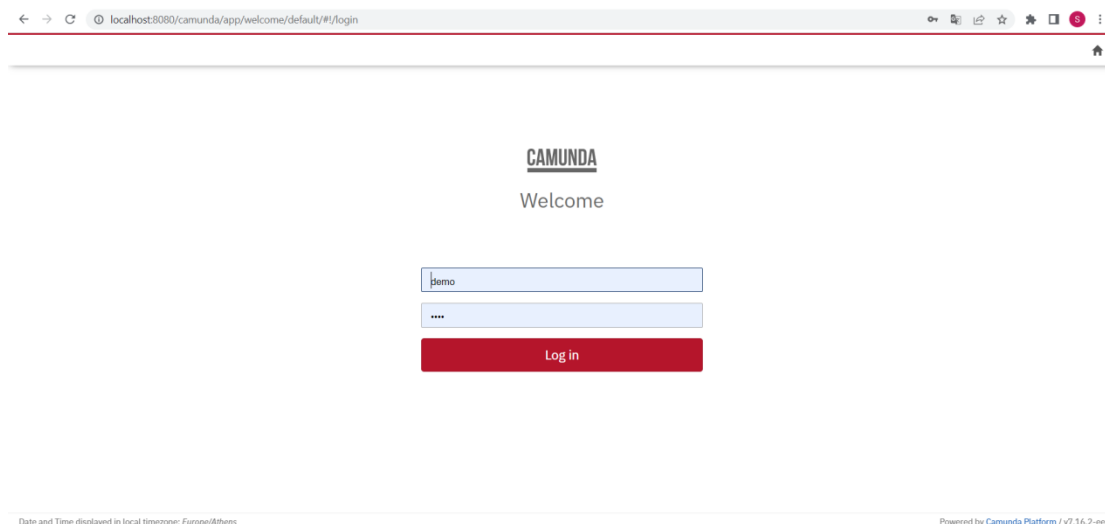 localhost:8080/camunda/app/welcome/default/#!/login
S
CAMUNDA
Welcome
demo
••••
Log in
Date and Time displayed in local timezone: Europe/Athens
Powered by Camunda Platform / v7.16.2-ee